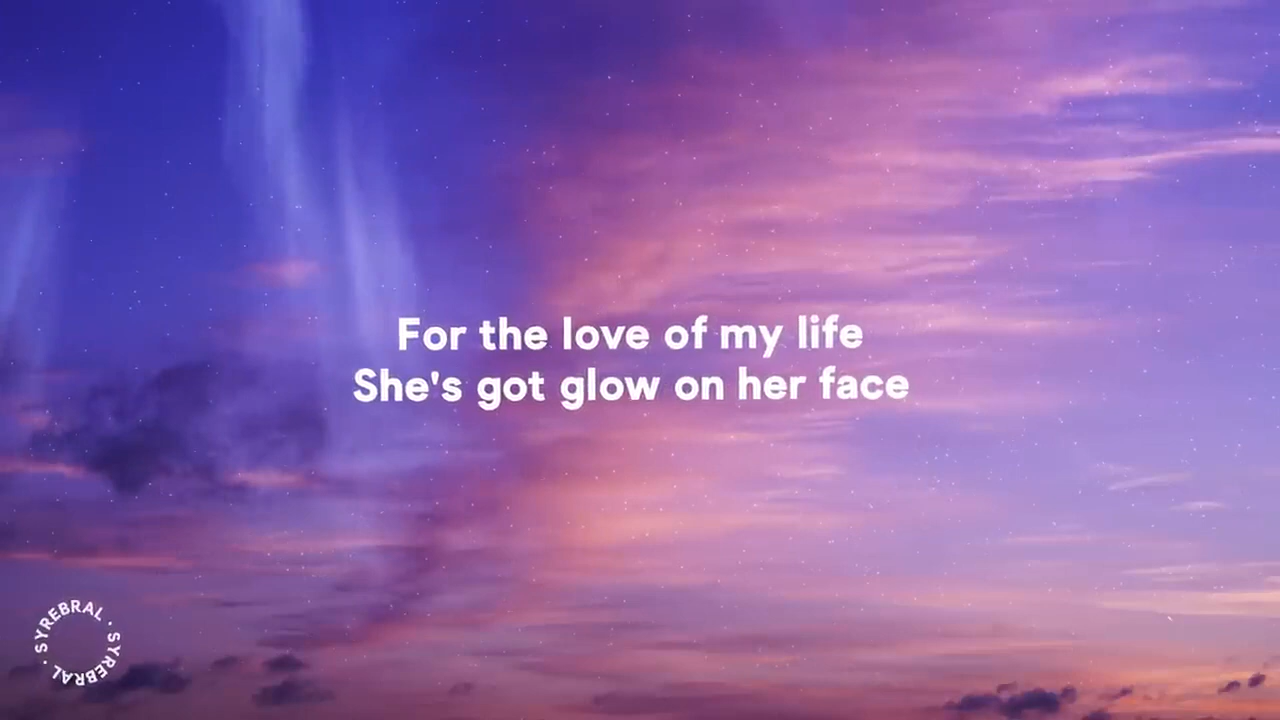 For the love of my life
She's got glow on her face
SYREBRAL · SYREBRAL ·